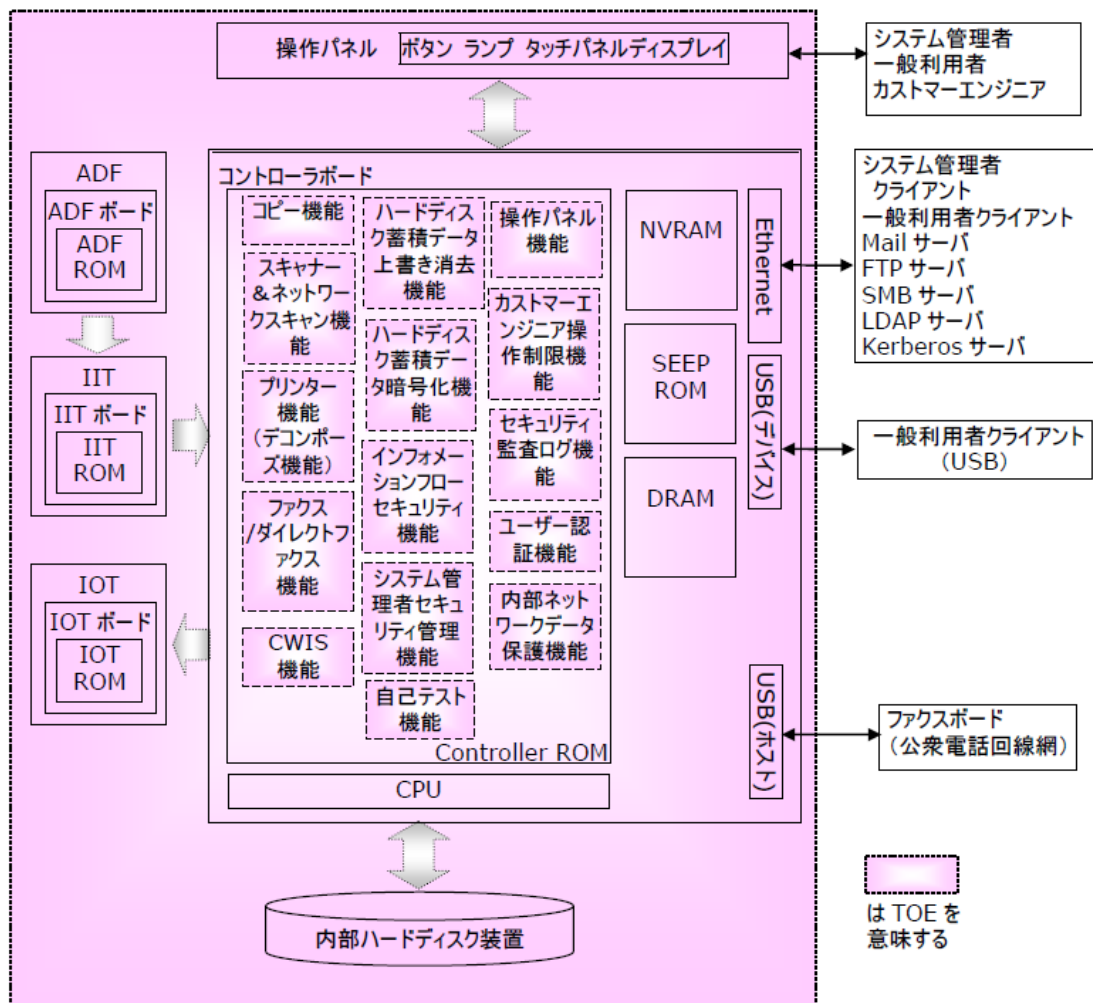 操作パネル ボタン ランプ タッチパネルディスプレイ
システム管理者
一般利用者
カストマーエンジニア
ADF
ADF ボード
ADF
ROM
IIT
IIT ボード
IIT
ROM
IOT
IOT ボード
IOT
ROM
コントローラボード
コピー機能
スキャナー
＆ネットワー
クスキャン機
能
プリンター
機能
(デコンポー
ズ機能)
ファクス
/ダイレクトフ
ァクス
機能
CWIS
機能
ハードディス
ク蓄積データ
上書き消去
機能
ハードディス
ク蓄積デー
タ暗号化機
能
インフォメー
ションフロー
セキュリティ
機能
システム管
理者セキュ
リティ管理
機能
自己テスト
機能
操作パネル
機能
カストマーエ
ンジニア操
作制限機
能
セキュリティ
監査ログ機
能
ユーザー認
証機能
内部ネット
ワークデータ
保護機能
Controller ROM
CPU
NVRAM
SEEP
ROM
DRAM
Ethernet
USB(デバイス)
USB(ホスト)
システム管理者
クライアント
一般利用者クライアント
Mail サーバ
FTP サーバ
SMB サーバ
LDAP サーバ
Kerberos サーバ
一般利用者クライアント
（USB）
ファクスボード
（公衆電話回線網）
内部ハードディスク装置
は TOE を
意味する